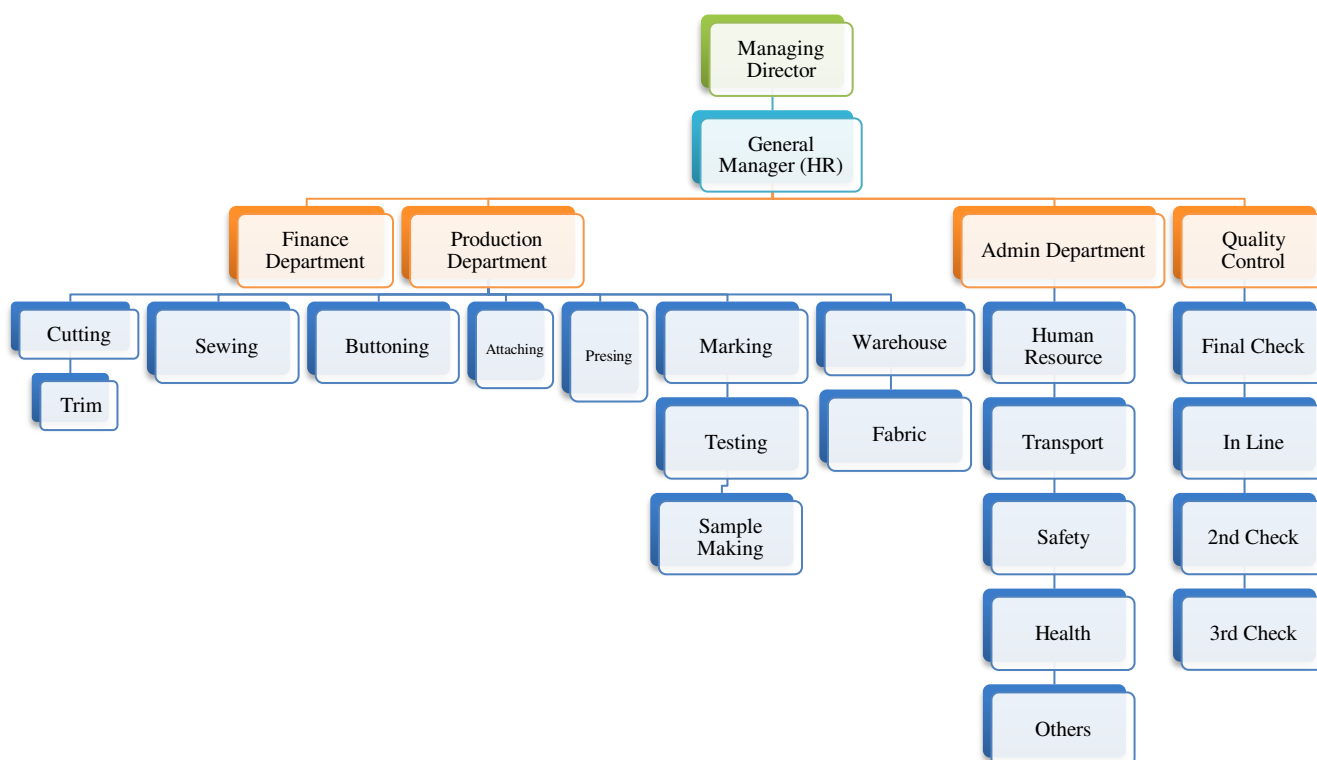 Managing
Director
General
Manager (HR)
Finance
Department
Production
Department
Admin Department
Quality
Control
Cutting
Sewing
Buttoning
Attaching
Presing
Marking
Warehouse
Human
Resource
Final Check
Trim
Testing
Fabric
Transport
In Line
Sample
Making
Safety
2nd Check
Health
3rd Check
Others